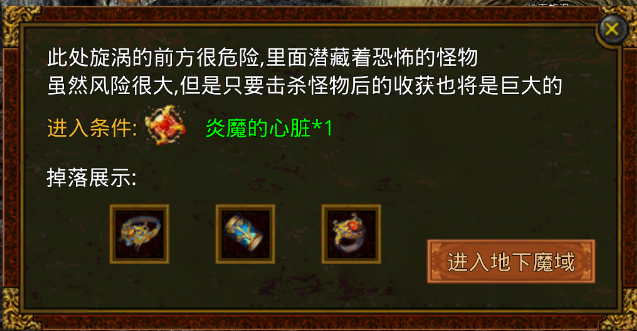 此处旋涡的前方很危险,里面潜藏着恐怖的怪物
虽然风险很大,但是只要击杀怪物后的收获也将是巨大的
进入条件: 炎魔的心脏*1
掉落展示:
进入地下魔域